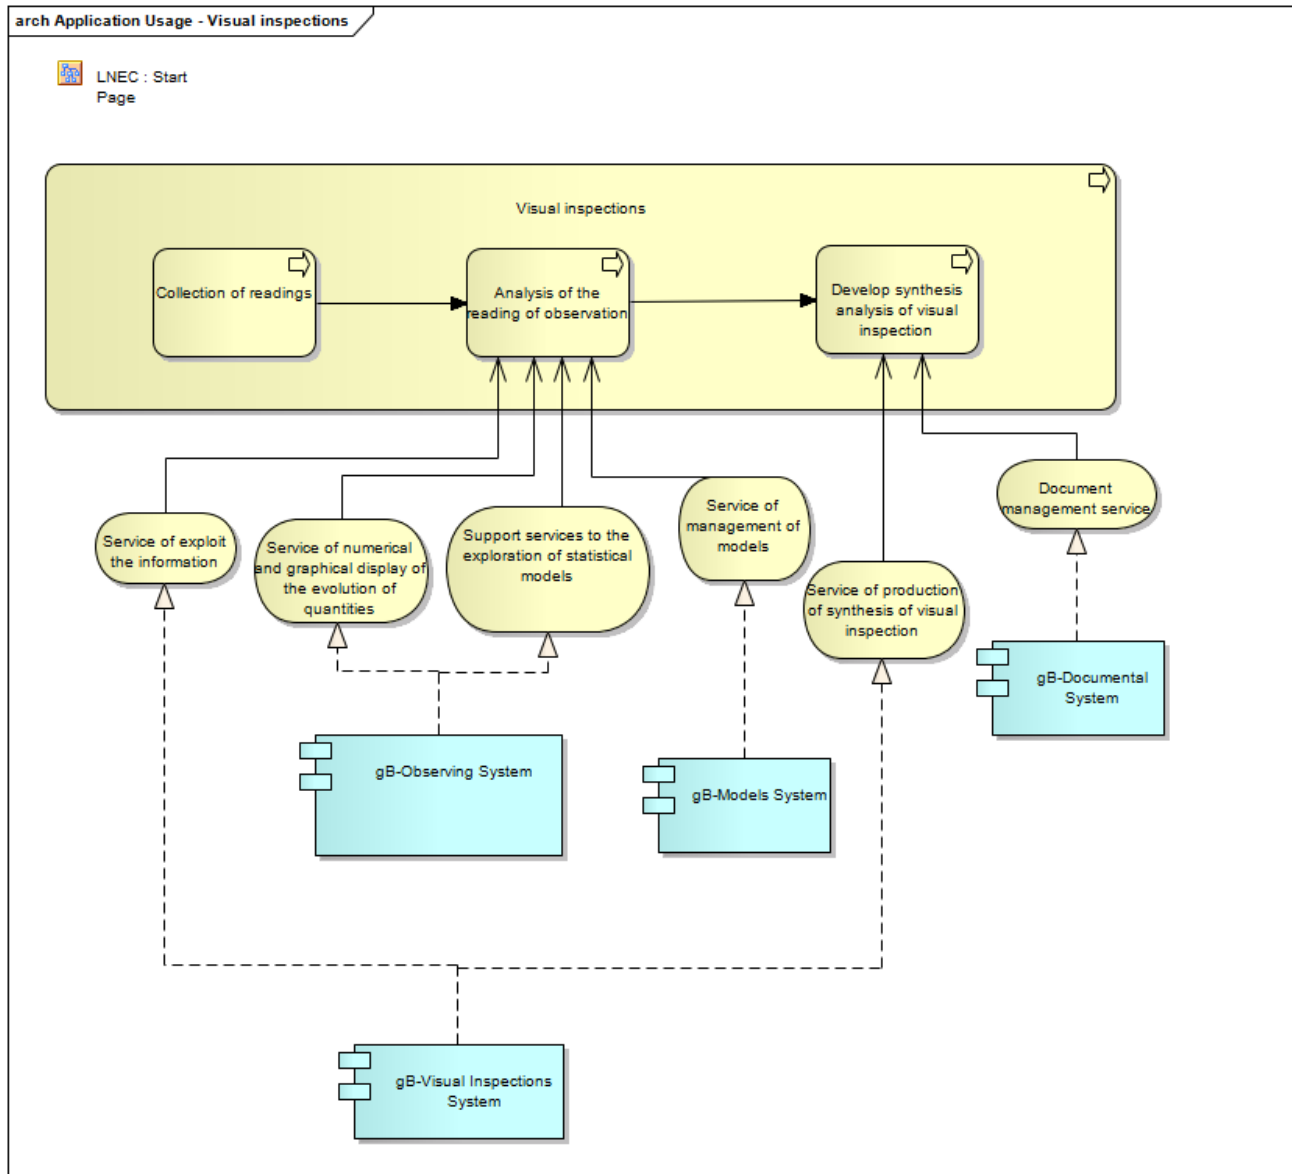 arch Application Usage - Visual inspections
LNEC : Start
Page
Visual inspections
Collection of readings
Analysis of the
reading of observation
Develop synthesis
analysis of visual
inspection
Service of exploit
the information
Service of numerical
and graphical display of
the evolution of
quantities
Support services to the
exploration of statistical
models
Service of
management of
models
Service of production
of synthesis of visual
inspection
Document
management service
gB-Observing System
gB-Models System
gB-Documental
System
gB-Visual Inspections
System